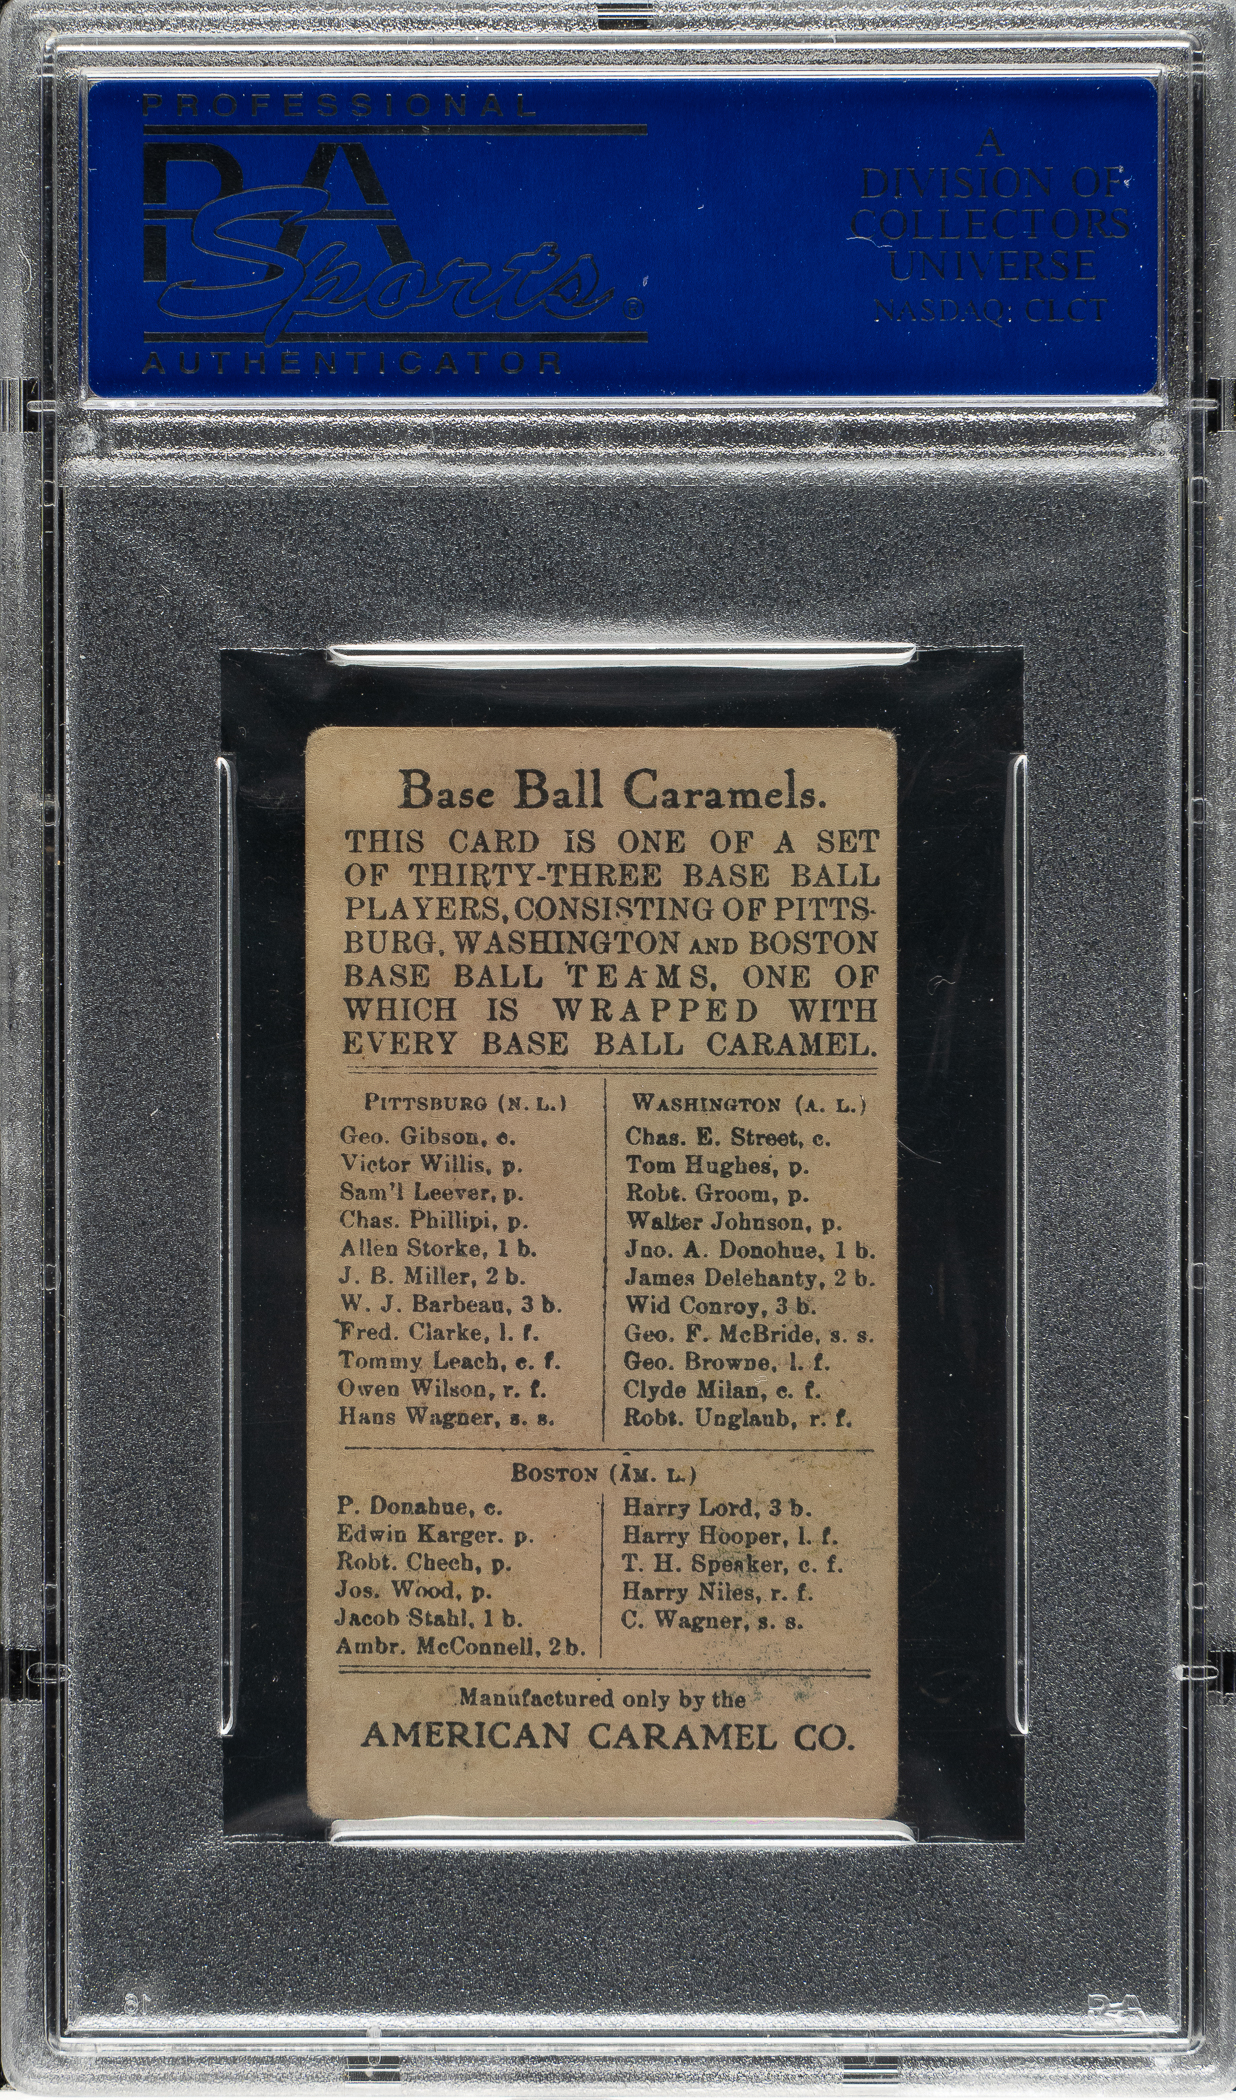 PROFESSIONAL
PSA
Sports®
AUTHENTICATOR
A
DIVISION OF
COLLECTORS
UNIVERSE
NASDAQ: CLCT
Base Ball Caramels.
THIS CARD IS ONE OF A SET
OF THIRTY-THREE BASE BALL
PLAYERS, CONSISTING OF PITTS-
BURG, WASHINGTON AND BOSTON
BASE BALL TEAMS, ONE OF
WHICH IS WRAPPED WITH
EVERY BASE BALL CARAMEL.
PITTSBURG (N. L.)
Geo. Gibson, c.
Victor Willis, p.
Sam'l Leever, p.
Chas. Phillipi, p.
Allen Storke, 1 b.
J. B. Miller, 2 b.
W. J. Barbeau, 3 b.
Fred. Clarke, l. f.
Tommy Leach, c. f.
Owen Wilson, r. f.
Hans Wagner, s. s.
WASHINGTON (A. L.)
Chas. E. Street, c.
Tom Hughes, p.
Robt. Groom, p.
Walter Johnson, p.
Jno. A. Donohue, 1 b.
James Delehanty, 2 b.
Wid Conroy, 3 b.
Geo. F. McBride, s. s.
Geo. Browne, l. f.
Clyde Milan, c. f.
Robt. Unglaub, r. f.
BOSTON (AM. L.)
P. Donahue, c.
Edwin Karger. p.
Robt. Chech, p.
Jos. Wood, p.
Jacob Stahl, 1 b.
Ambr. McConnell, 2 b.
Harry Lord, 3 b.
Harry Hooper, l. f.
T. H. Speaker, c. f.
Harry Niles, r. f.
C. Wagner, s. s.
Manufactured only by the
AMERICAN CARAMEL CO.
PSA